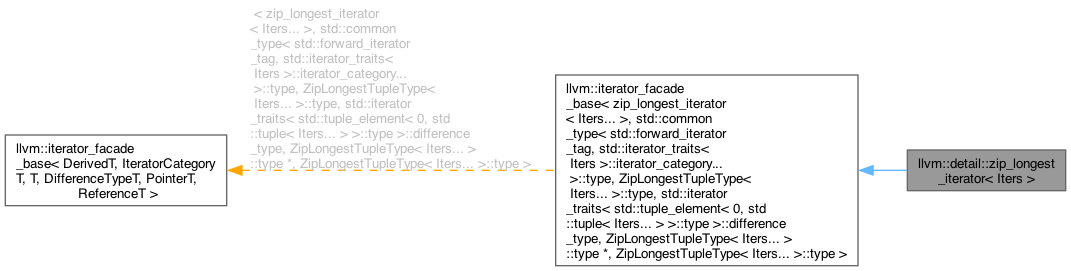 < zip_longest_iterator
< Iters... >, std::common
_type< std::forward_iterator
_tag, std::iterator_traits<
Iters >::iterator_category...
>::type, ZipLongestTupleType<
Iters... >::type, std::iterator
_traits< std::tuple_element< 0, std
::tuple< Iters... > >::type >::difference
_type, ZipLongestTupleType< Iters... >
::type *, ZipLongestTupleType< Iters... >::type >
llvm::iterator_facade
_base< DerivedT, IteratorCategory
T, T, DifferenceTypeT, PointerT,
ReferenceT >
llvm::iterator_facade
_base< zip_longest_iterator
< Iters... >, std::common
_type< std::forward_iterator
_tag, std::iterator_traits<
Iters >::iterator_category...
>::type, ZipLongestTupleType<
Iters... >::type, std::iterator
_traits< std::tuple_element< 0, std
::tuple< Iters... > >::type >::difference
_type, ZipLongestTupleType< Iters... >
::type *, ZipLongestTupleType< Iters... >::type >
llvm::detail::zip_longest
_iterator< Iters >